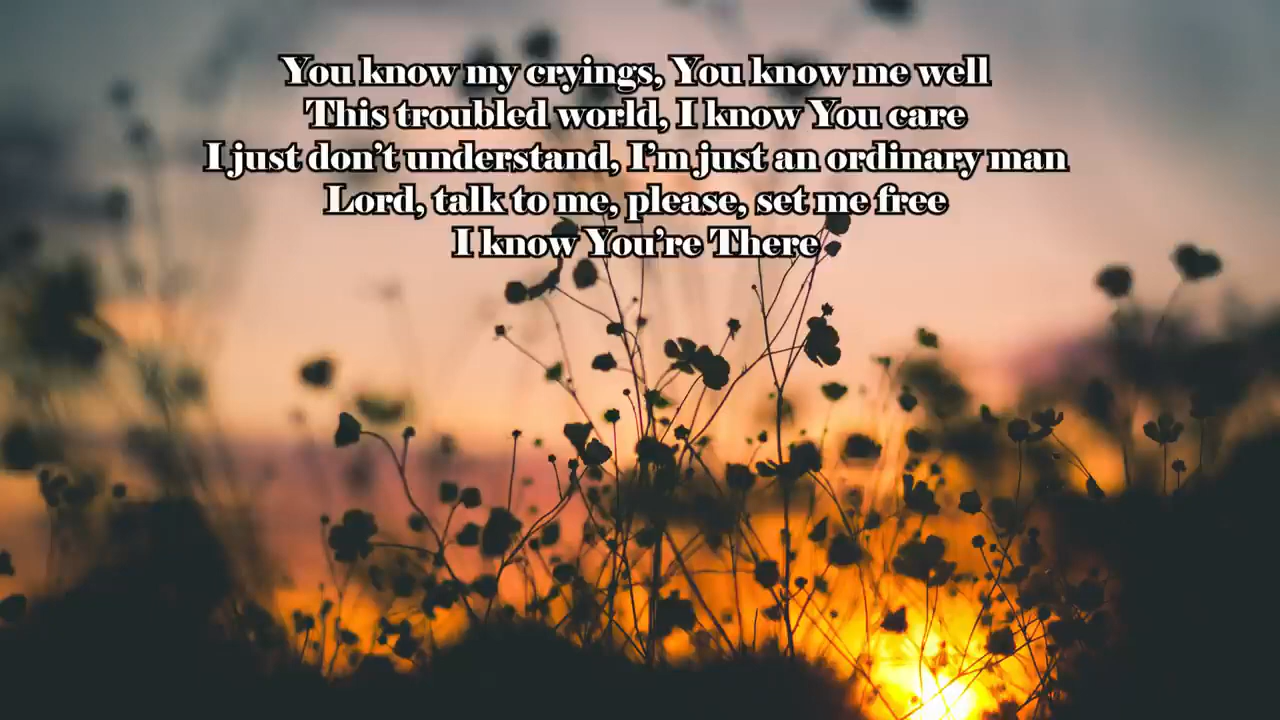 You know my cryings, You know me well
This troubled world, I know You care
I just don't understand, I'm just an ordinary man
Lord, talk to me, please, set me free
I know You're There